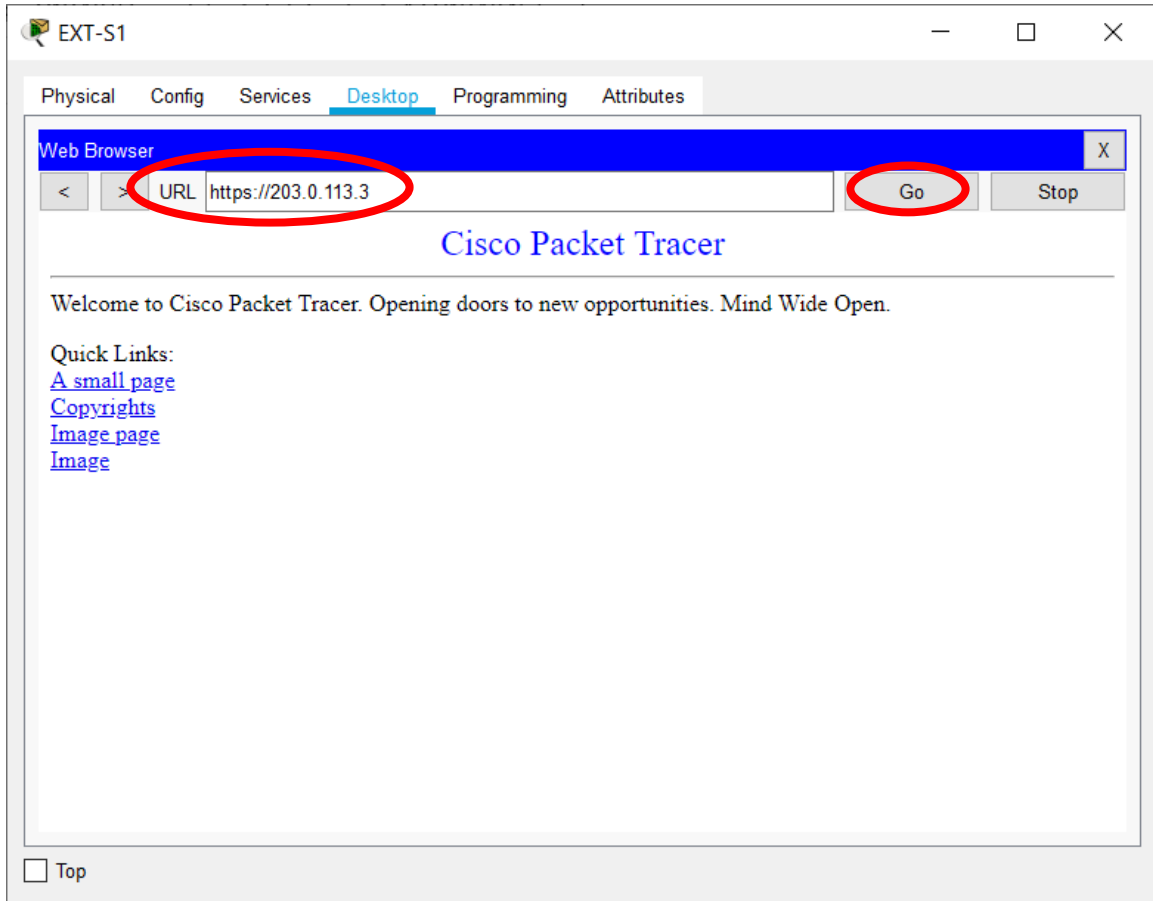 EXT-S1
Physical Config Services Desktop Programming Attributes
Web Browser X
< > URL https://203.0.113.3 Go Stop
Cisco Packet Tracer
Welcome to Cisco Packet Tracer. Opening doors to new opportunities. Mind Wide Open.
Quick Links:
A small page
Copyrights
Image page
Image
Top